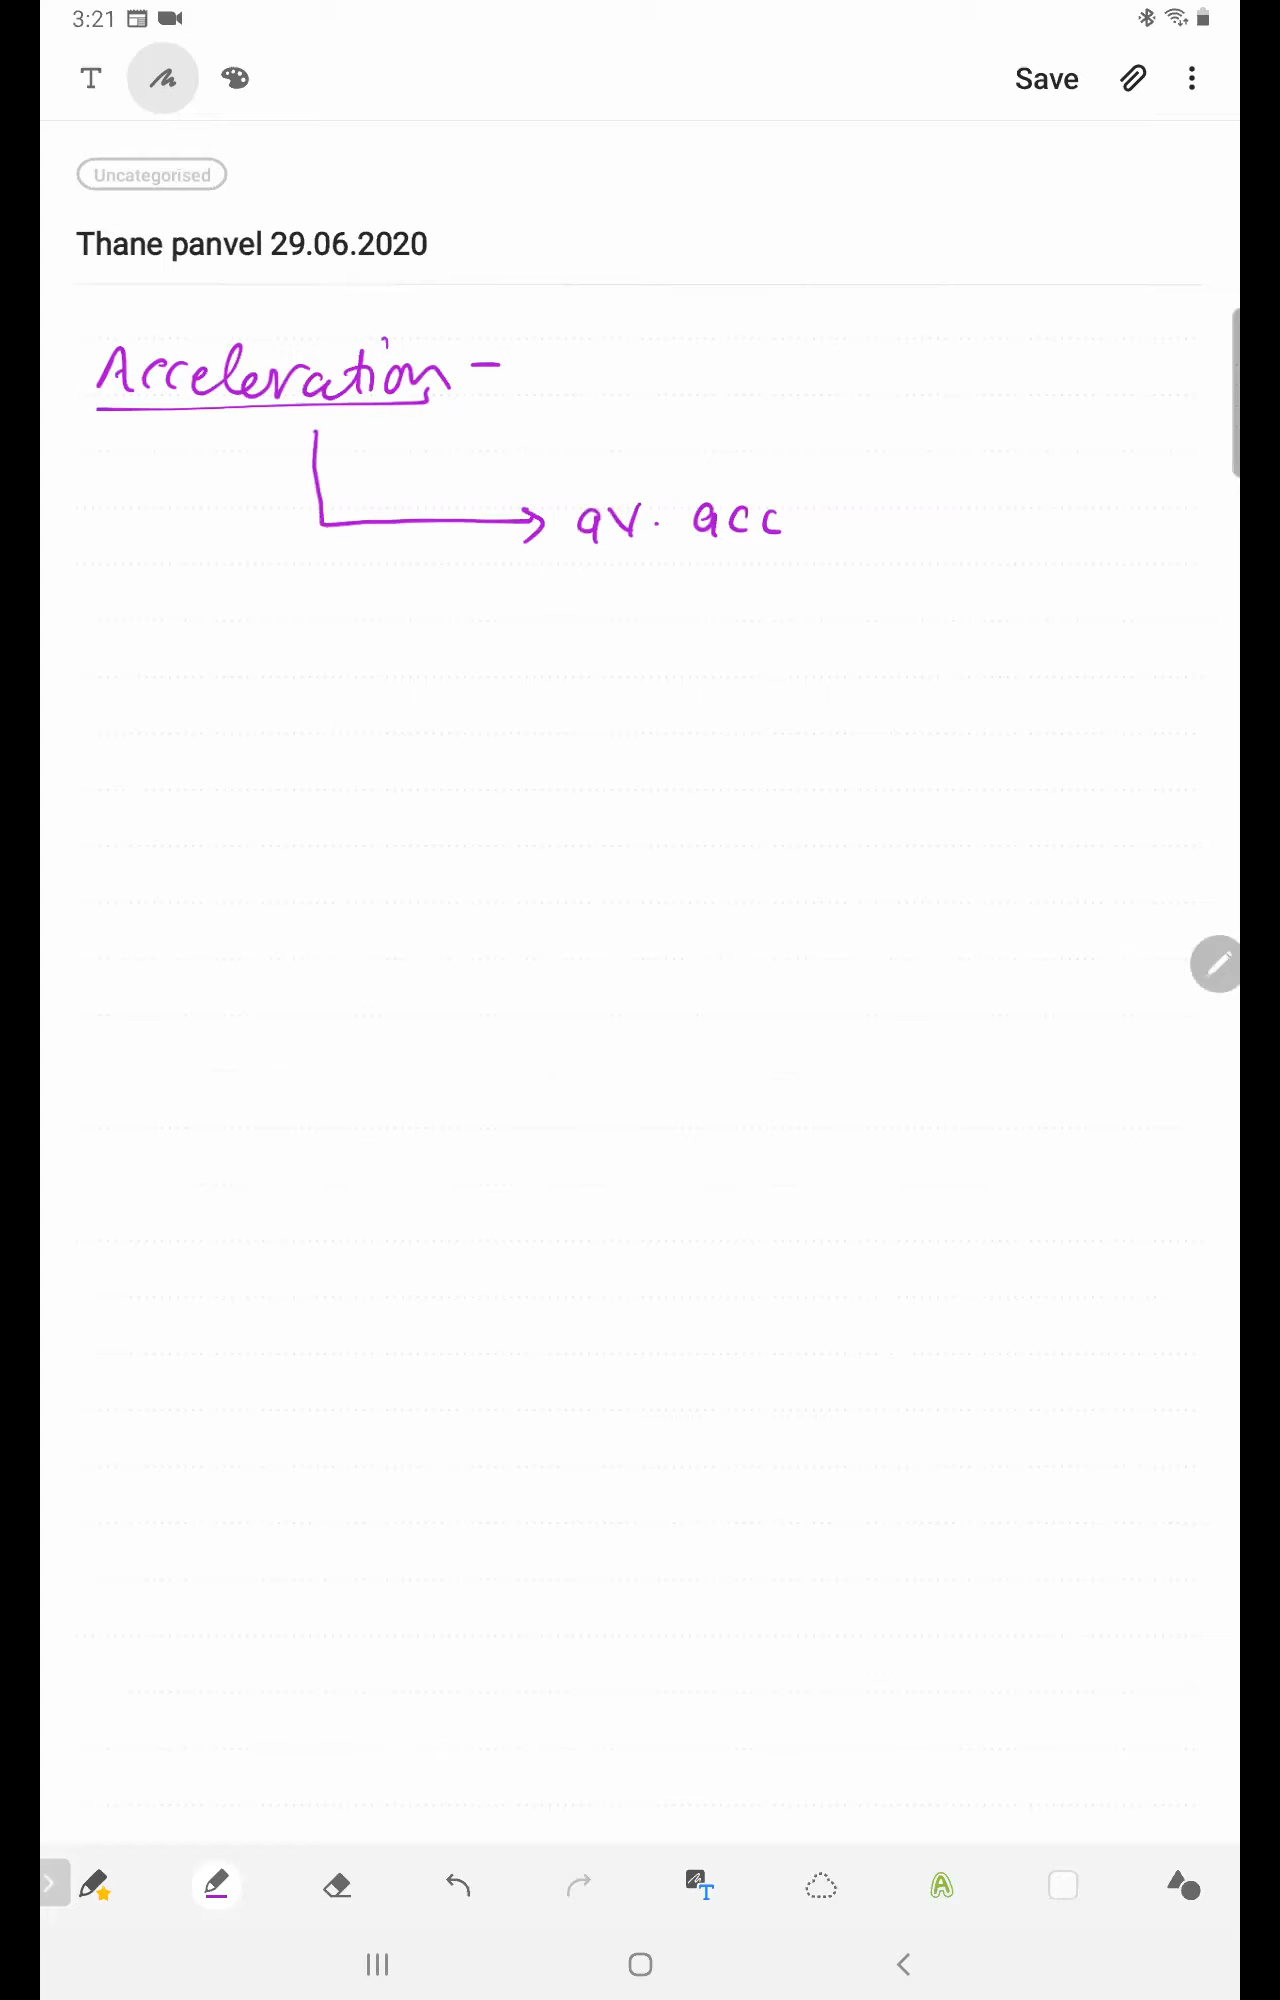 3:21
T Save
Uncategorised
Thane panvel 29.06.2020
Acceleration -
av. acc
T A